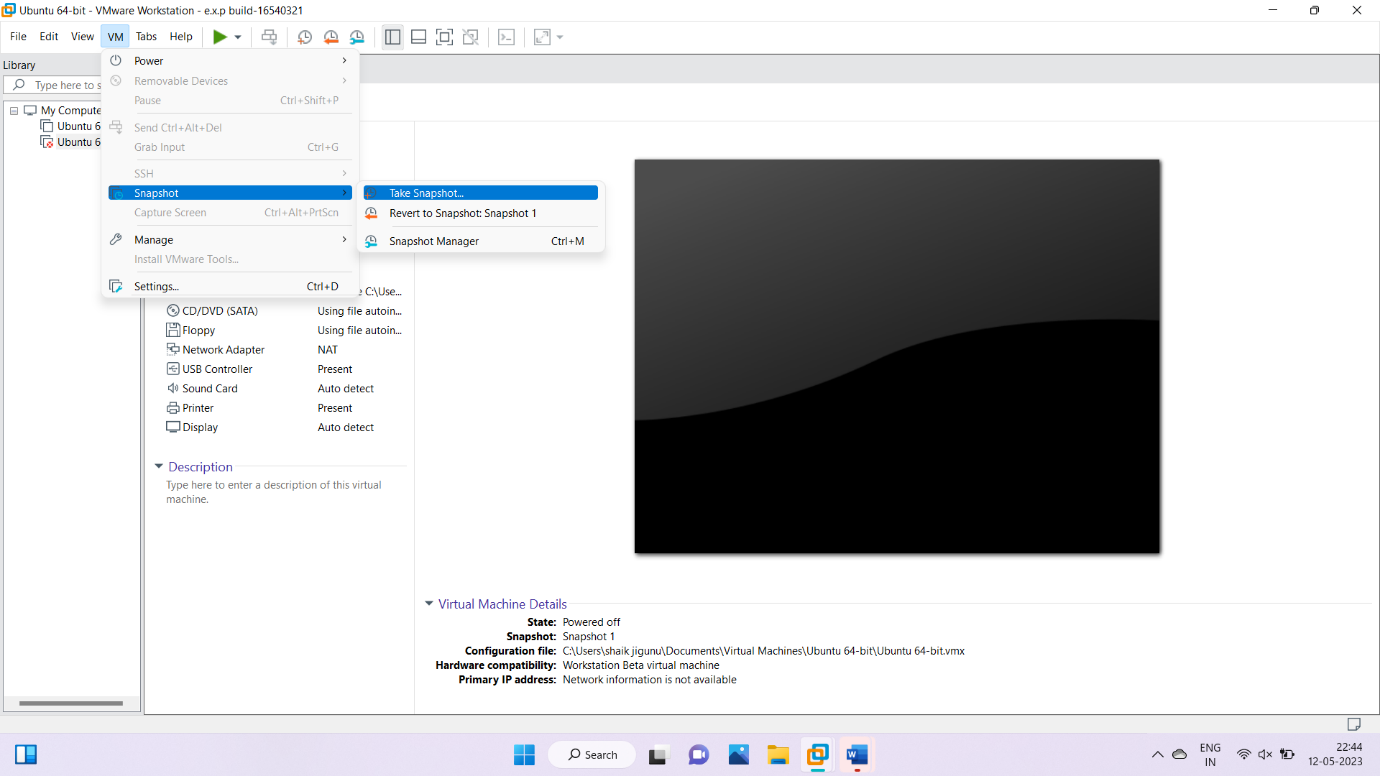 Ubuntu 64-bit - VMware Workstation - e.x.p build-16540321
File Edit View VM Tabs Help
Library
Type here to s
My Compute
Ubuntu 6
Ubuntu 6
Power
Removable Devices
Pause Ctrl+Shift+P
Send Ctrl+Alt+Del
Grab Input Ctrl+G
SSH
Snapshot
Capture Screen Ctrl+Alt+PrtScn
Manage
Install VMware Tools...
Settings... Ctrl+D
Take Snapshot...
Revert to Snapshot: Snapshot 1
Snapshot Manager Ctrl+M
C:\Use...
CD/DVD (SATA) Using file autoin...
Floppy Using file autoin...
Network Adapter NAT
USB Controller Present
Sound Card Auto detect
Printer Present
Display Auto detect
Description
Type here to enter a description of this virtual
machine.
Virtual Machine Details
State: Powered off
Snapshot: Snapshot 1
Configuration file: C:\Users\shaik jigunu\Documents\Virtual Machines\Ubuntu 64-bit\Ubuntu 64-bit.vmx
Hardware compatibility: Workstation Beta virtual machine
Primary IP address: Network information is not available
Search
ENG
IN
22:44
12-05-2023